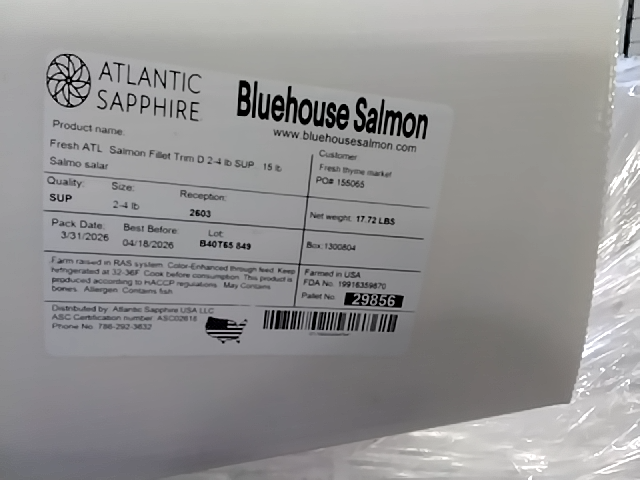 ATLANTIC
SAPPHIRE
Bluehouse Salmon
www.bluehousesalmon.com
Product name:
Fresh ATL Salmon Fillet Trim D 2-4 lb SUP 15 lb
Salmo salar
Customer
Fresh thyme market
PO# 155065
Quality:
SUP
Size:
2-4 lb
Reception:
2603
Net weight: 17.72 LBS
Pack Date:
3/31/2026
Best Before:
04/18/2026
Lot:
B40T65 849
Box: 1300804
Farm raised in RAS system. Color-Enhanced through feed. Keep
refrigerated at 32-36F. Cook before consumption. This product is
produced according to HACCP regulations. May Contains
bones. Allergen: Contains fish
Farmed in USA
FDA No. 19916359870
Pallet No 29856
Distributed by: Atlantic Sapphire USA LLC
ASC Certification number: ASC02618
Phone No. 786-292-3632